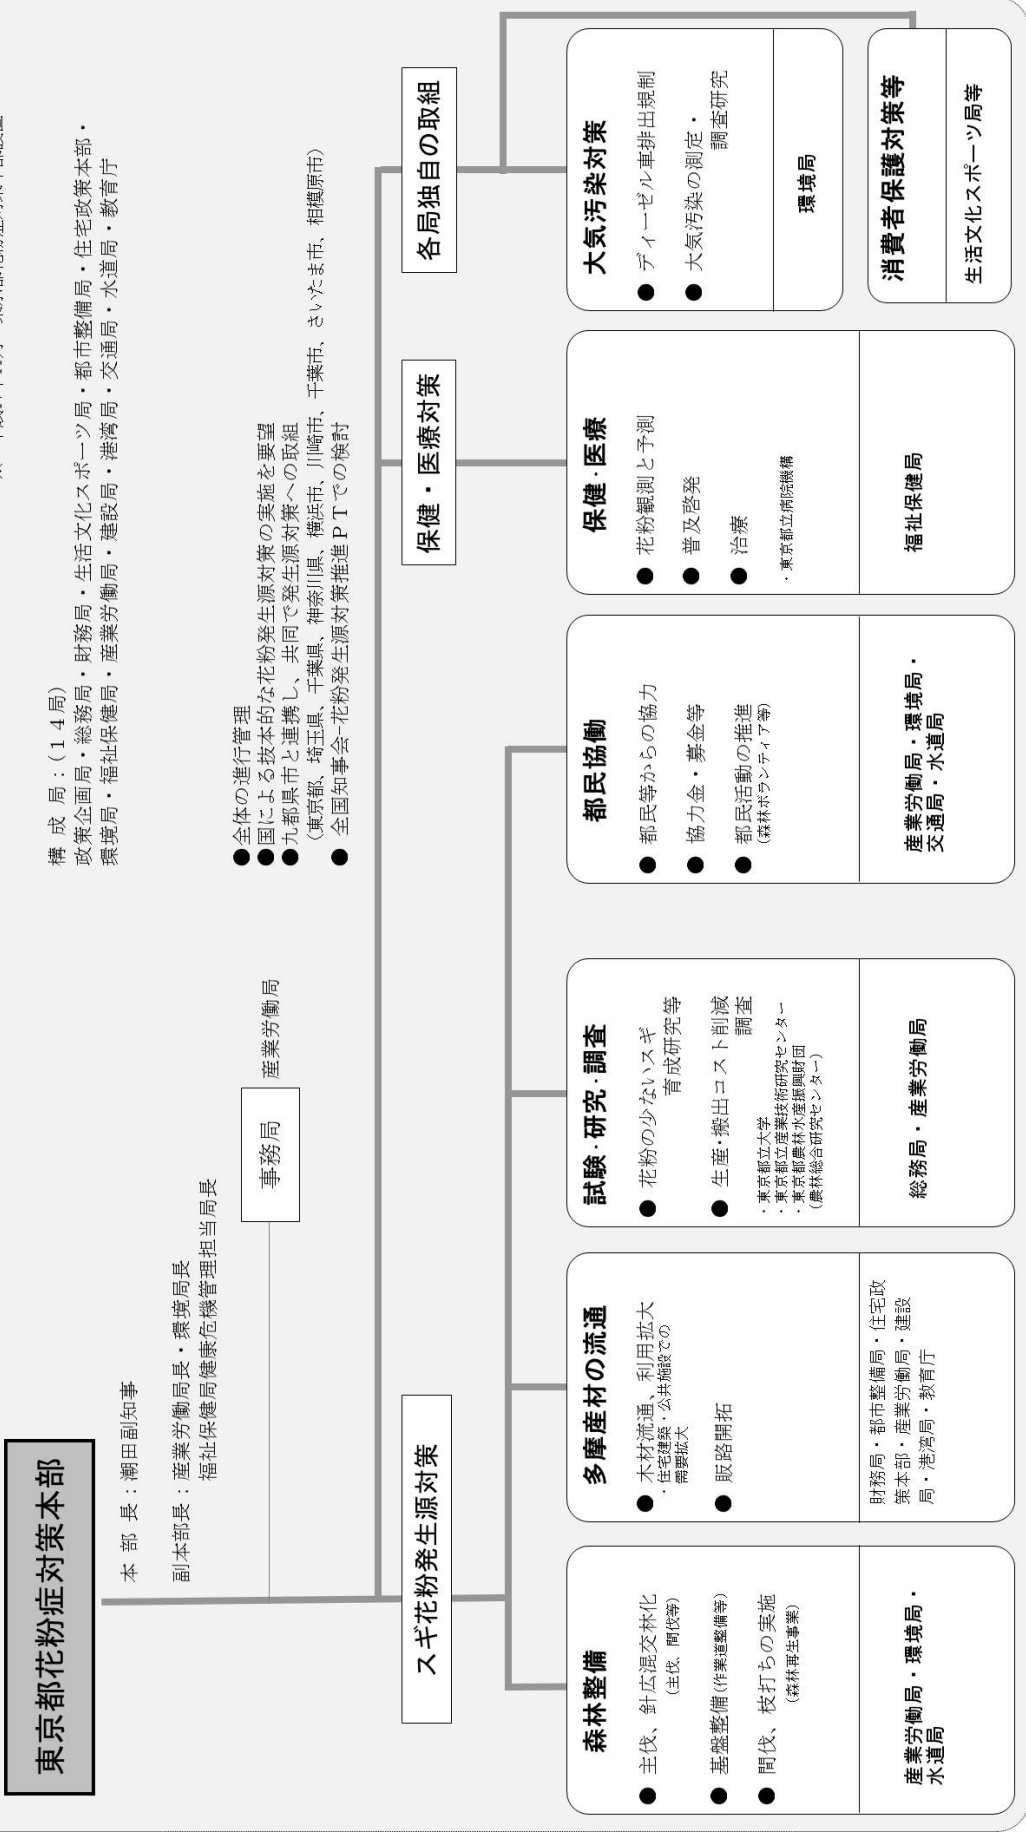 東京都花粉症対策本部
本 部 長：潮田副知事
副本部長：産業労働局長・環境局長
福祉保健局健康危機管理担当局長
構 成 局：(１４局)
政策企画局・総務局・財務局・生活文化スポーツ局・都市整備局・住宅政策本部・
環境局・福祉保健局・産業労働局・建設局・港湾局・交通局・水道局・教育庁
事務局
産業労働局
●全体の進行管理
●国による抜本的な花粉発生源対策の実施を要望
●九都県市と連携し、共同で発生源対策への取組
(東京都、埼玉県、千葉県、神奈川県、横浜市、川崎市、千葉市、さいたま市、相模原市)
● 全国知事会-花粉発生源対策推進ＰＴでの検討
スギ花粉発生源対策
保健・医療対策
各局独自の取組
森林整備
● 主伐、針広混交林化
(主伐、間伐等)
● 基盤整備(作業道整備等)
● 間伐、枝打ちの実施
(森林再生事業)
産業労働局・環境局・
水道局
多摩産材の流通
● 木材流通、利用拡大
・住宅建築・公共施設での
需要拡大
● 販路開拓
財務局・都市整備局・住宅政
策本部・産業労働局・建設
局・港湾局・教育庁
試験・研究・調査
● 花粉の少ないスギ
育成研究等
● 生産・搬出コスト削減
調査
・東京都立大学
・東京都立産業技術研究センター
・東京都農林水産振興財団
(農林総合研究センター)
総務局・産業労働局
都民協働
● 都民等からの協力
● 協力金・募金等
● 都民活動の推進
(森林ボランティア等)
産業労働局・環境局・
交通局・水道局
保健・医療
● 花粉観測と予測
● 普及啓発
● 治療
・東京都立病院機構
福祉保健局
大気汚染対策
● ディーゼル車排出規制
● 大気汚染の測定・
調査研究
環境局
消費者保護対策等
生活文化スポーツ局等